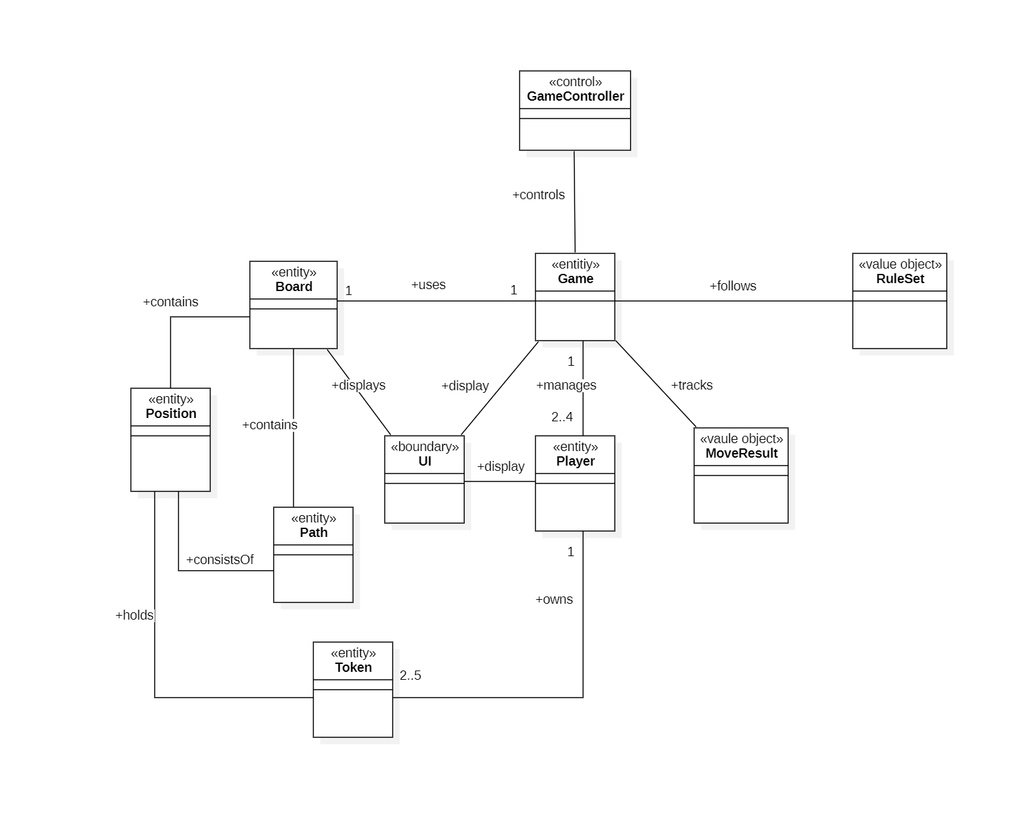 «control»
GameController
+controls
«entity»
Board
1
+uses
1
«entitiy»
Game
+follows
«value object»
RuleSet
+contains
1
+displays
+display
+manages
+tracks
«entity»
Position
2..4
+contains
«boundary»
UI
+display
«entity»
Player
«vaule object»
MoveResult
«entity»
Path
+consistsOf
1
+owns
+holds
«entity»
Token
2..5